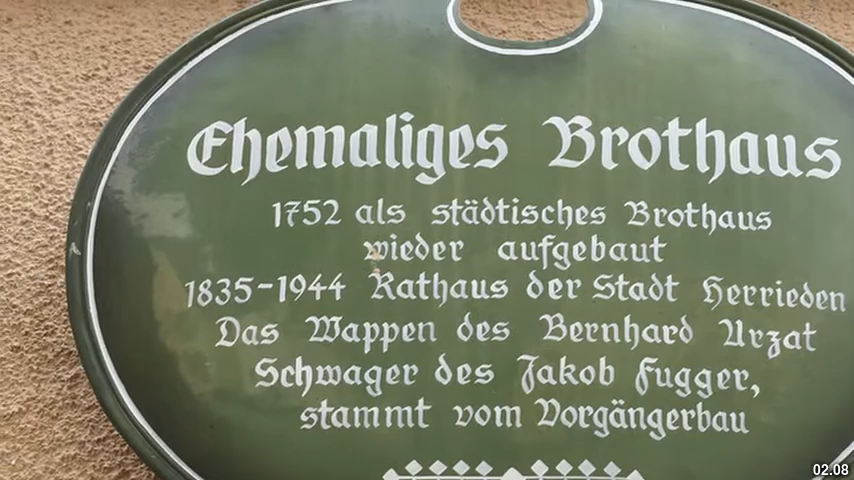 Ehemaliges Brothaus
1752 als städtisches Brothaus
wieder aufgebaut
1835-1944 Rathaus der Stadt Herrieden
Das Wappen des Bernhard Arzat
Schwager des Jakob Fugger,
stammt vom Vorgängerbau
02.08